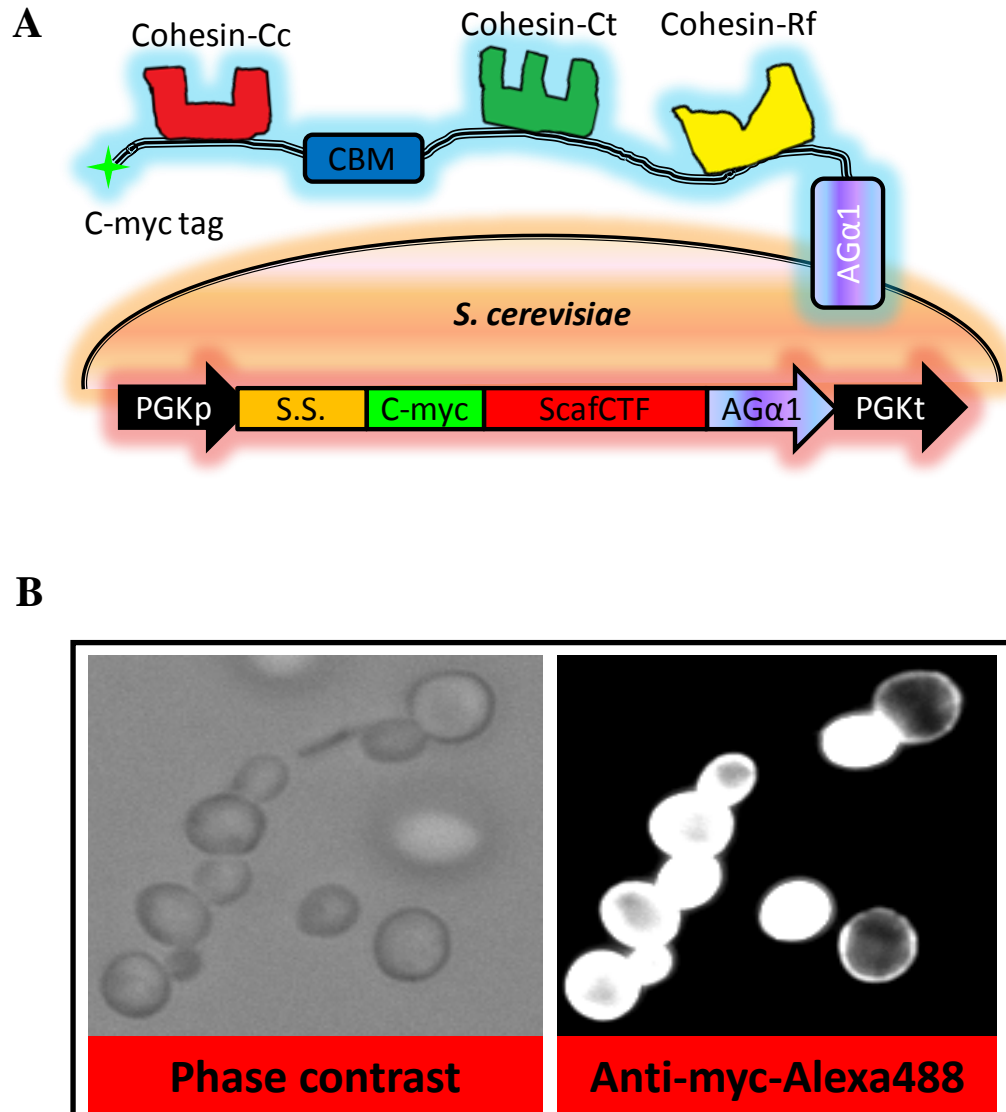 A
Cohesin-Cc
Cohesin-Ct
Cohesin-Rf
CBM
C-myc tag
AGα1
S. cerevisiae
PGKp S.S. C-myc ScafCTF AGα1 PGKt
B
Phase contrast
Anti-myc-Alexa488